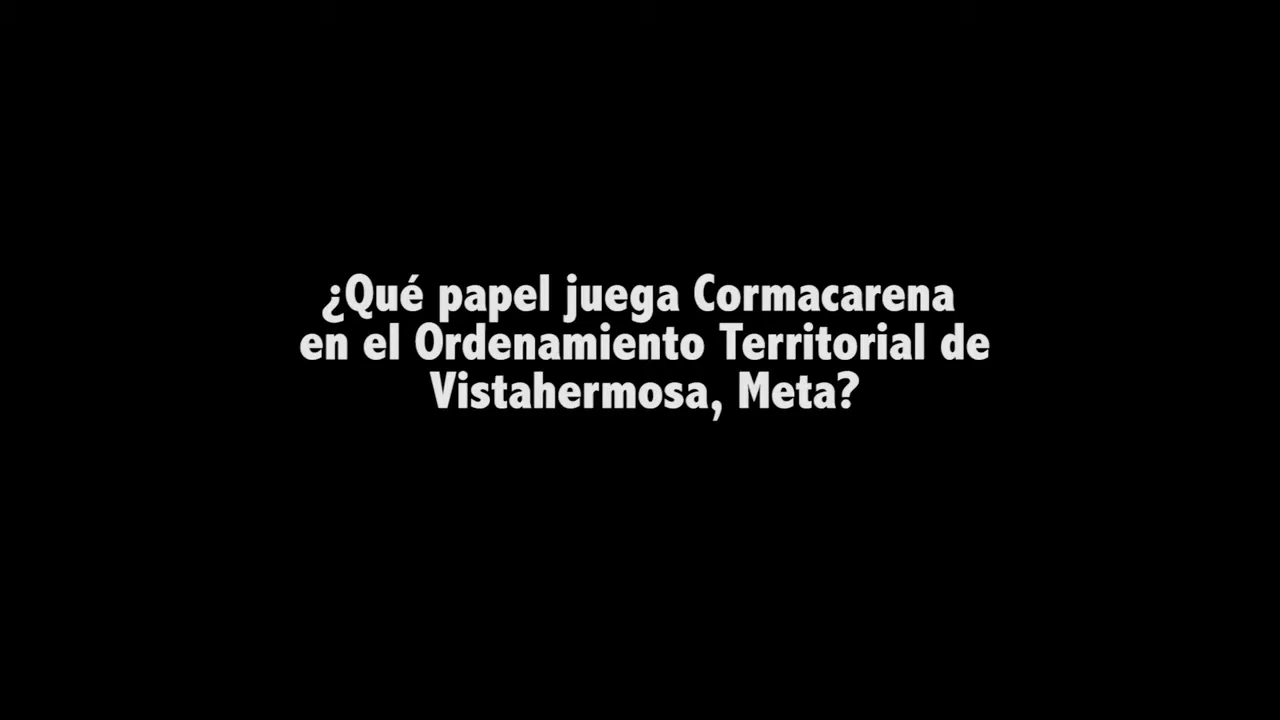 ¿Qué papel juega Cormacarena
en el Ordenamiento Territorial de
Vistahermosa, Meta?